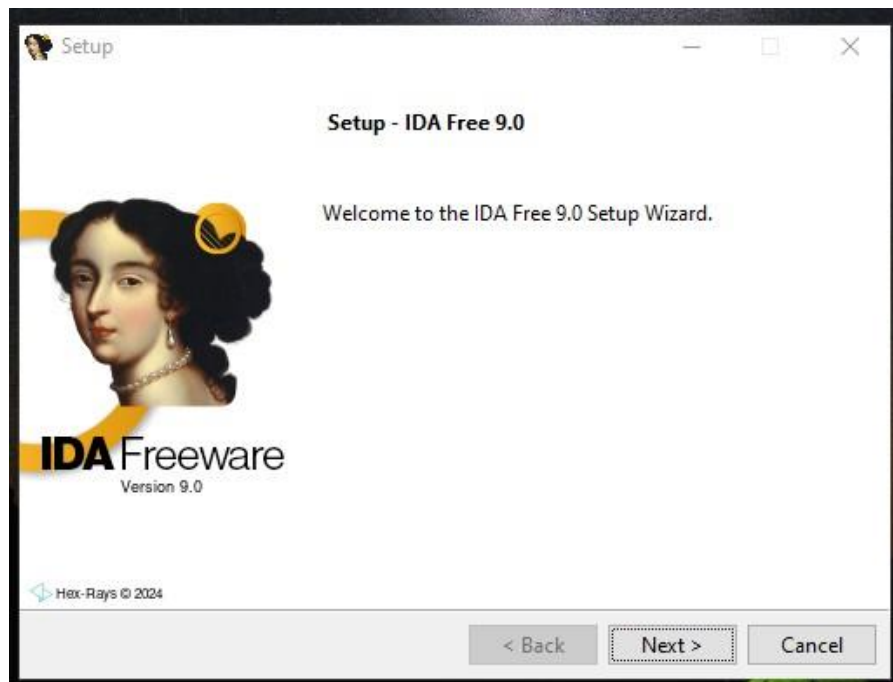 Setup
Setup - IDA Free 9.0
Welcome to the IDA Free 9.0 Setup Wizard.
IDA Freeware
Version 9.0
Hex-Rays © 2024
< Back Next > Cancel